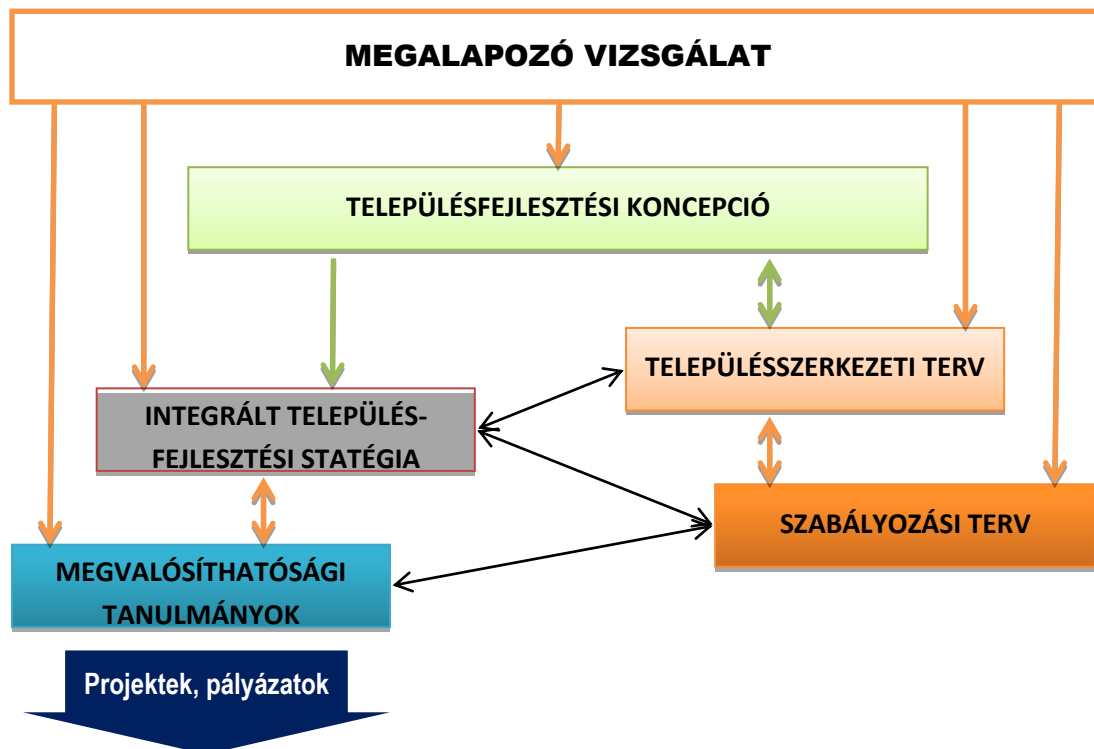 MEGALAPOZÓ VIZSGÁLAT
TELEPÜLÉSFEJLESZTÉSI KONCEPCIÓ
TELEPÜLÉSSZERKEZETI TERV
INTEGRÁLT TELEPÜLÉS-
FEJLESZTÉSI STATÉGIA
SZABÁLYOZÁSI TERV
MEGVALÓSÍTHATÓSÁGI
TANULMÁNYOK
Projektek, pályázatok